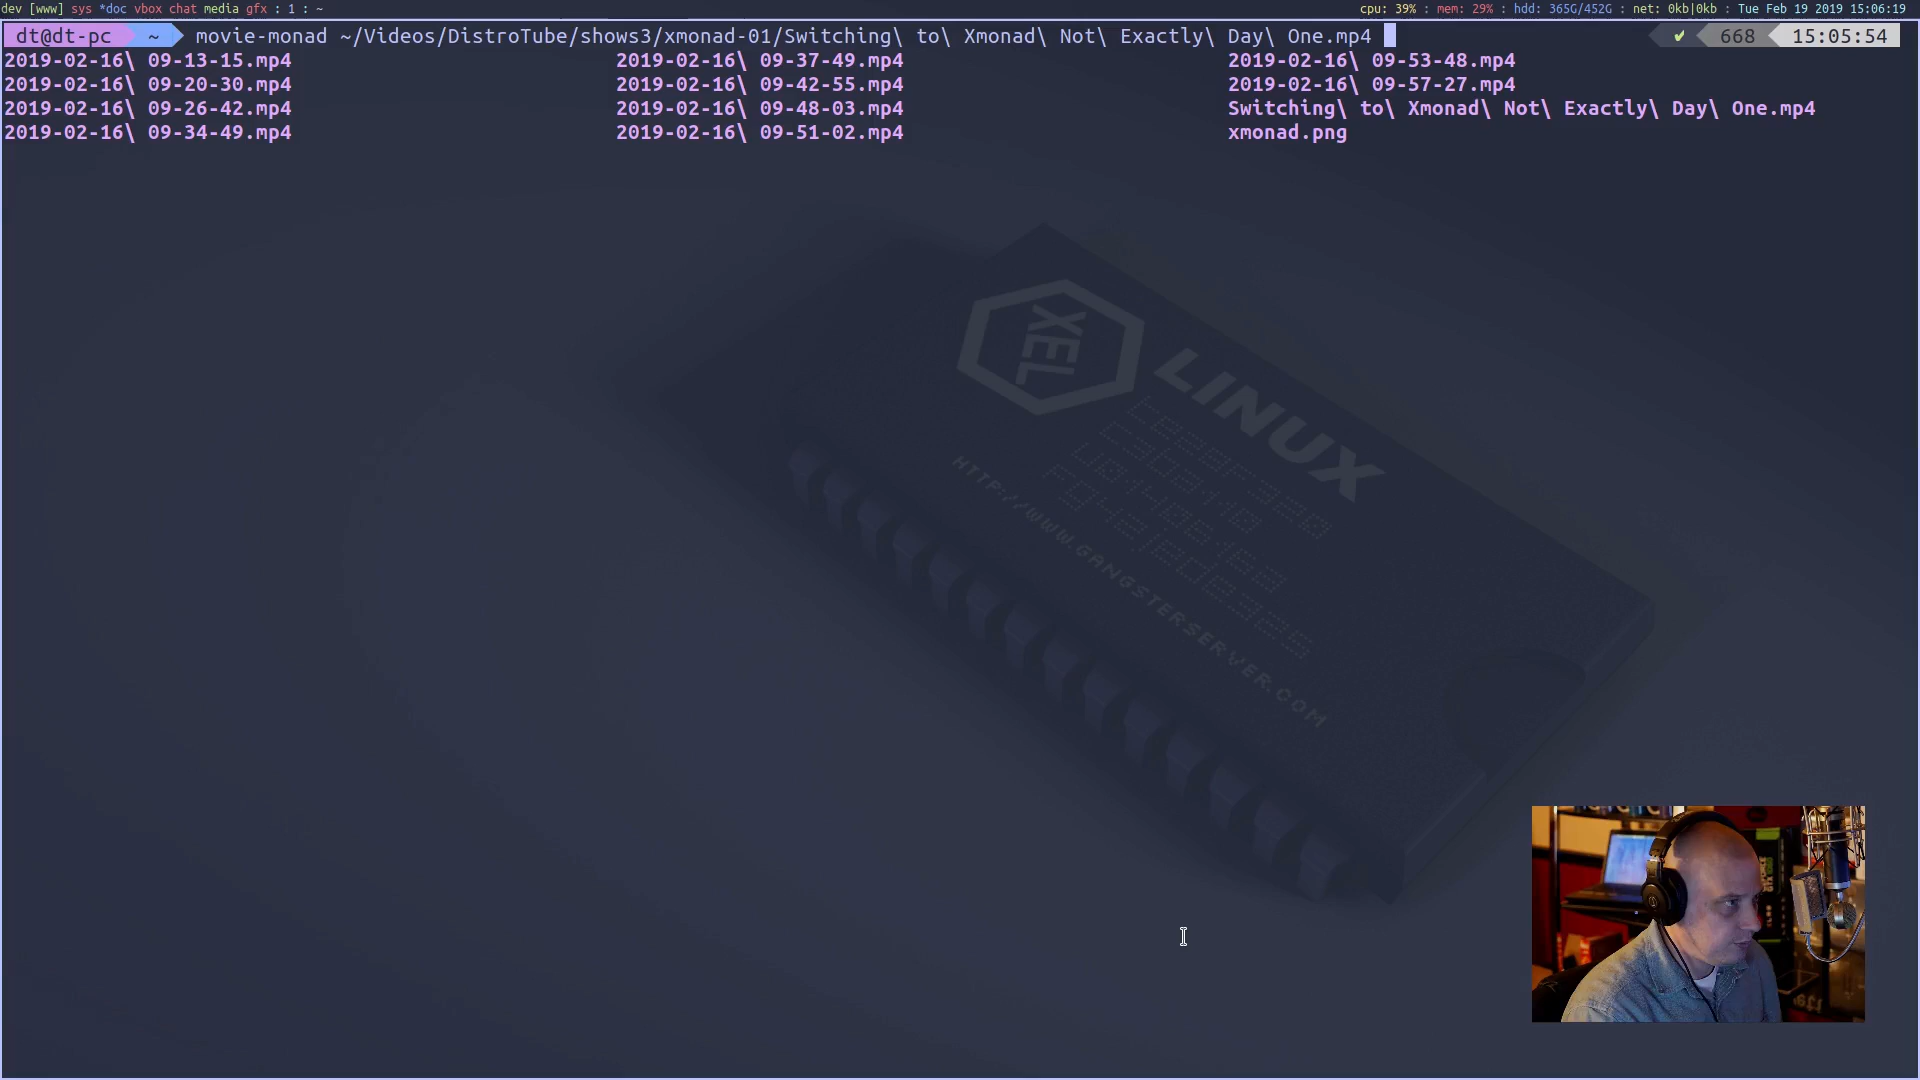 dev [www] sys *doc vbox chat media gfx : 1 : ~ cpu: 39% : mem: 29% : hdd: 365G/452G : net: 0kb|0kb : Tue Feb 19 2019 15:06:19
dt@dt-pc ~ movie-monad ~/Videos/DistroTube/shows3/xmonad-01/Switching\ to\ Xmonad\ Not\ Exactly\ Day\ One.mp4 ✔ 668 15:05:54
2019-02-16\ 09-13-15.mp4 2019-02-16\ 09-37-49.mp4 2019-02-16\ 09-53-48.mp4
2019-02-16\ 09-20-30.mp4 2019-02-16\ 09-42-55.mp4 2019-02-16\ 09-57-27.mp4
2019-02-16\ 09-26-42.mp4 2019-02-16\ 09-48-03.mp4 Switching\ to\ Xmonad\ Not\ Exactly\ Day\ One.mp4
2019-02-16\ 09-34-49.mp4 2019-02-16\ 09-51-02.mp4 xmonad.png
XEL
LINUX
HTTP://WWW.GANGSTERSERVER.COM